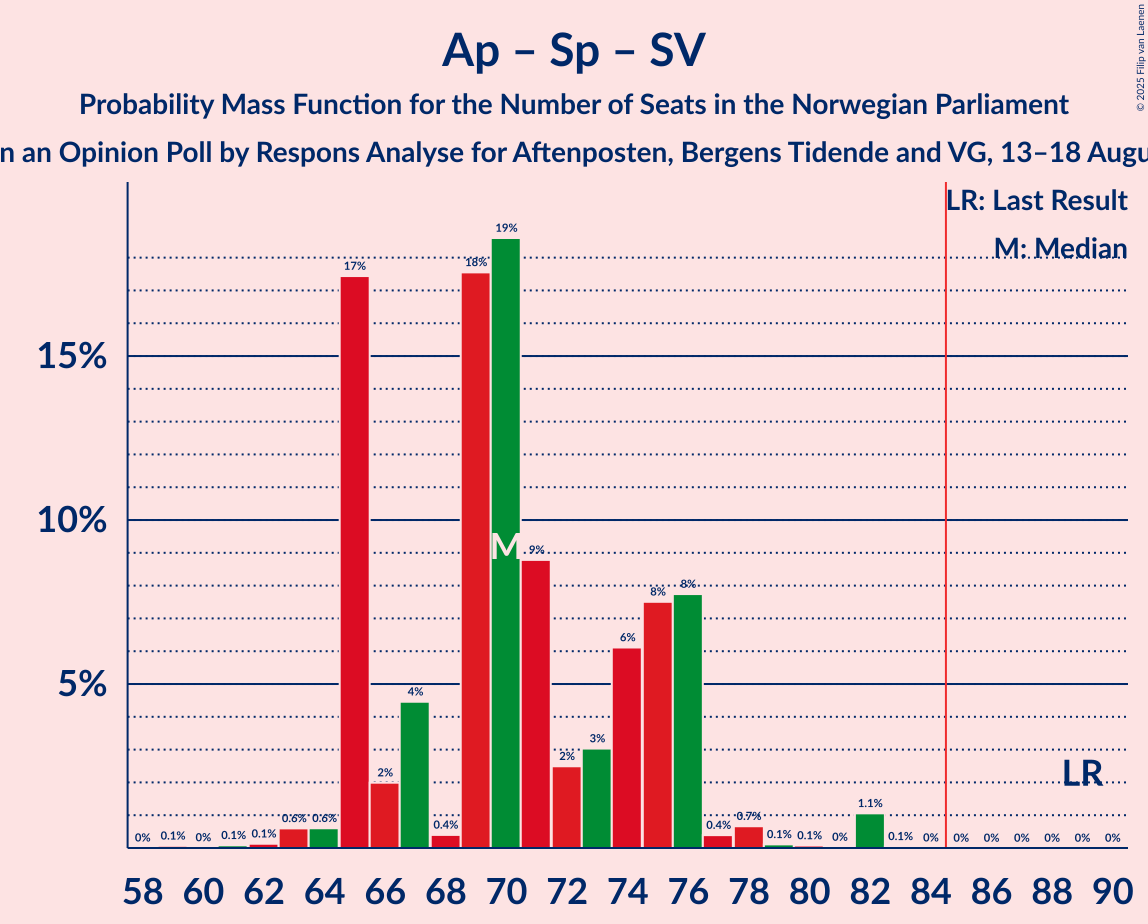 Ap – Sp – SV
Probability Mass Function for the Number of Seats in the Norwegian Parliament
n an Opinion Poll by Respons Analyse for Aftenposten, Bergens Tidende and VG, 13–18 Augu
© 2025 Filip van Laenen
LR: Last Result
M: Median
15%
10%
5%
0% 0.1% 0% 0.1% 0.1% 0.6% 0.6% 17% 2% 4% 0.4% 18% 19% 9% 2% 3% 6% 8% 8% 0.4% 0.7% 0.1% 0.1% 0% 1.1% 0.1% 0% 0% 0% 0% 0% 0% 0%
M
LR
58 60 62 64 66 68 70 72 74 76 78 80 82 84 86 88 90